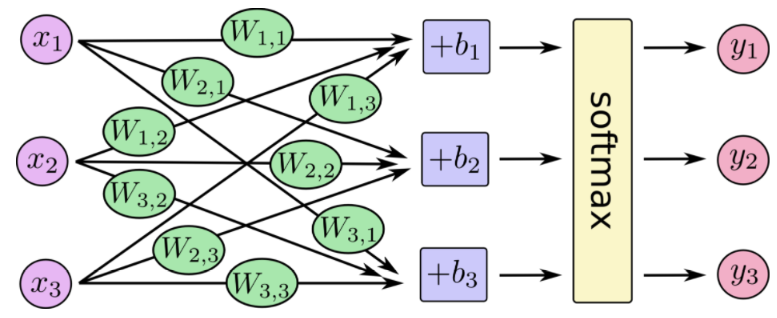 x₁ W₁,₁ +b₁ y₁
W₂,₁
W₁,₃
W₁,₂
x₂ W₂,₂ +b₂ softmax y₂
W₃,₂
W₃,₁
W₂,₃
x₃ W₃,₃ +b₃ y₃